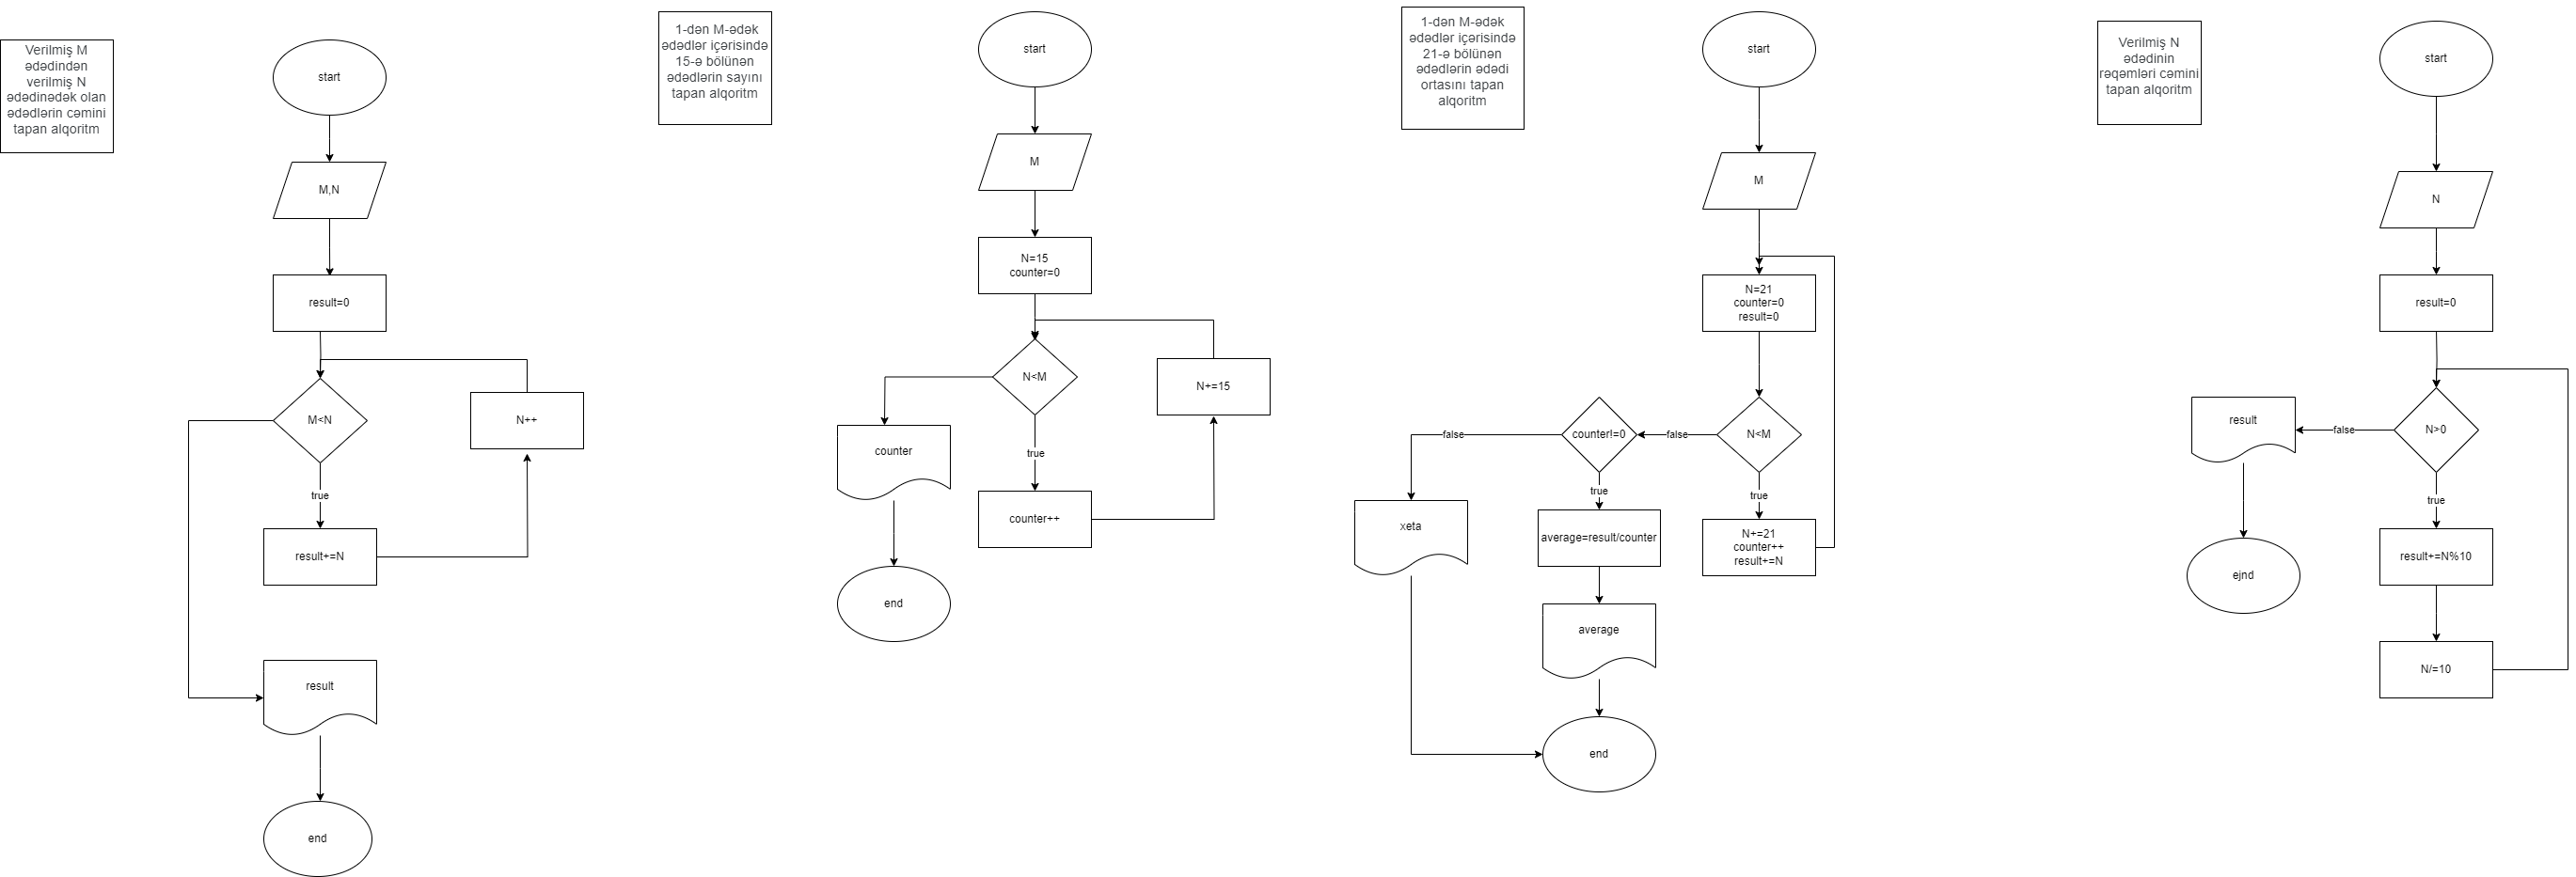 Verilmiş M
ədədindən
verilmiş N
ədədinədək olan
ədədlərin cəmini
tapan alqoritm
start
M,N
result=0
M<N
N++
true
result+=N
result
end
1-dən M-ədək
ədədlər içərisində
15-ə bölünən
ədədlərin sayını
tapan alqoritm
start
M
N=15
counter=0
N<M
N+=15
counter
true
counter++
end
1-dən M-ədək
ədədlər içərisində
21-ə bölünən
ədədlərin ədədi
ortasını tapan
alqoritm
start
M
N=21
counter=0
result=0
false
counter!=0
false
N<M
true
true
xeta
average=result/counter
N+=21
counter++
result+=N
average
end
Verilmiş N
ədədinin
rəqəmləri cəmini
tapan alqoritm
start
N
result=0
result
false
N>0
true
result+=N%10
ejnd
N/=10